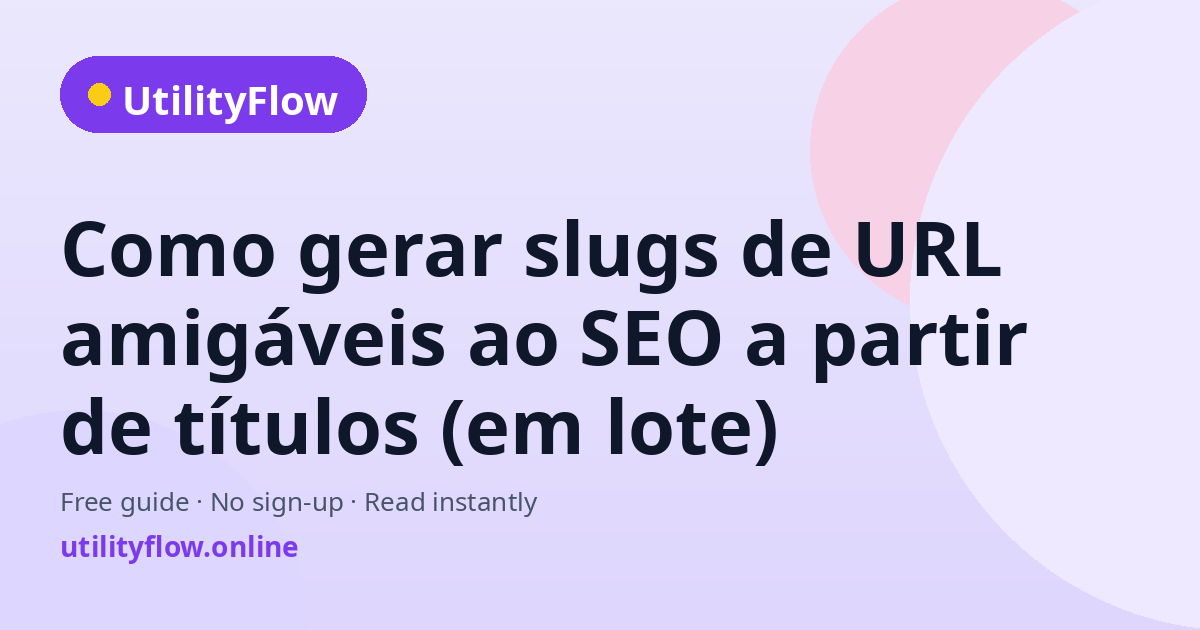 UtilityFlow
Como gerar slugs de URL
amigáveis ao SEO a partir
de títulos (em lote)
Free guide · No sign-up · Read instantly
utilityflow.online